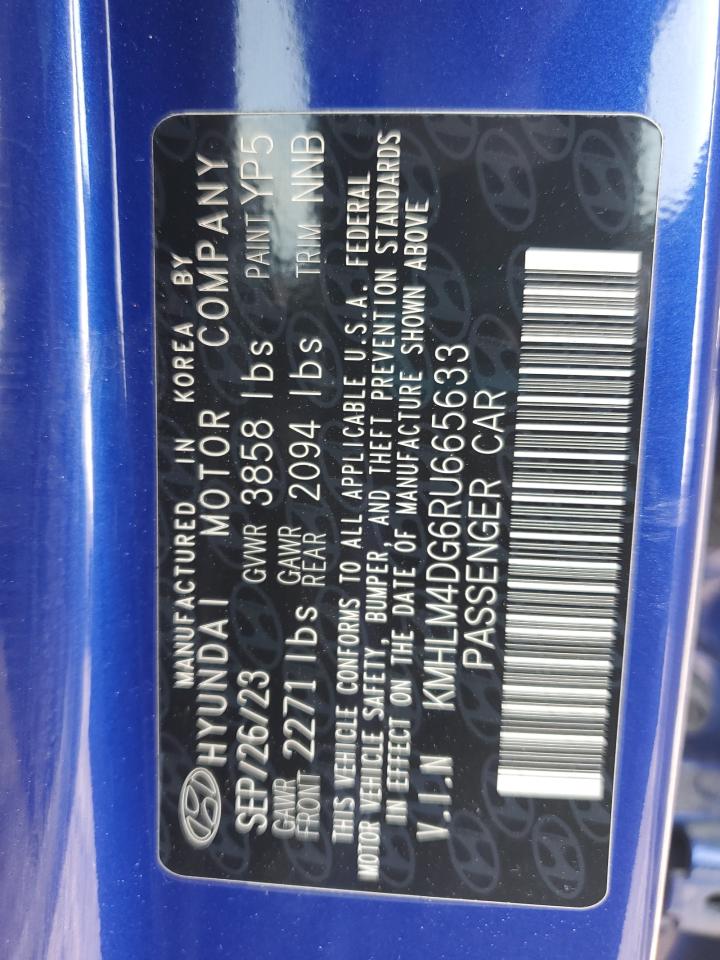 MANUFACTURED IN KOREA BY
HYUNDAI MOTOR COMPANY
SEP/26/23 GVWR 3858 lbs PAINT YP5
GAWR FRONT 2271 lbs GAWR REAR 2094 lbs TRIM NNB
THIS VEHICLE CONFORMS TO ALL APPLICABLE U.S.A. FEDERAL
MOTOR VEHICLE SAFETY, BUMPER, AND THEFT PREVENTION STANDARDS
IN EFFECT ON THE DATE OF MANUFACTURE SHOWN ABOVE
V.I.N KMHLM4DG6RU665633
PASSENGER CAR